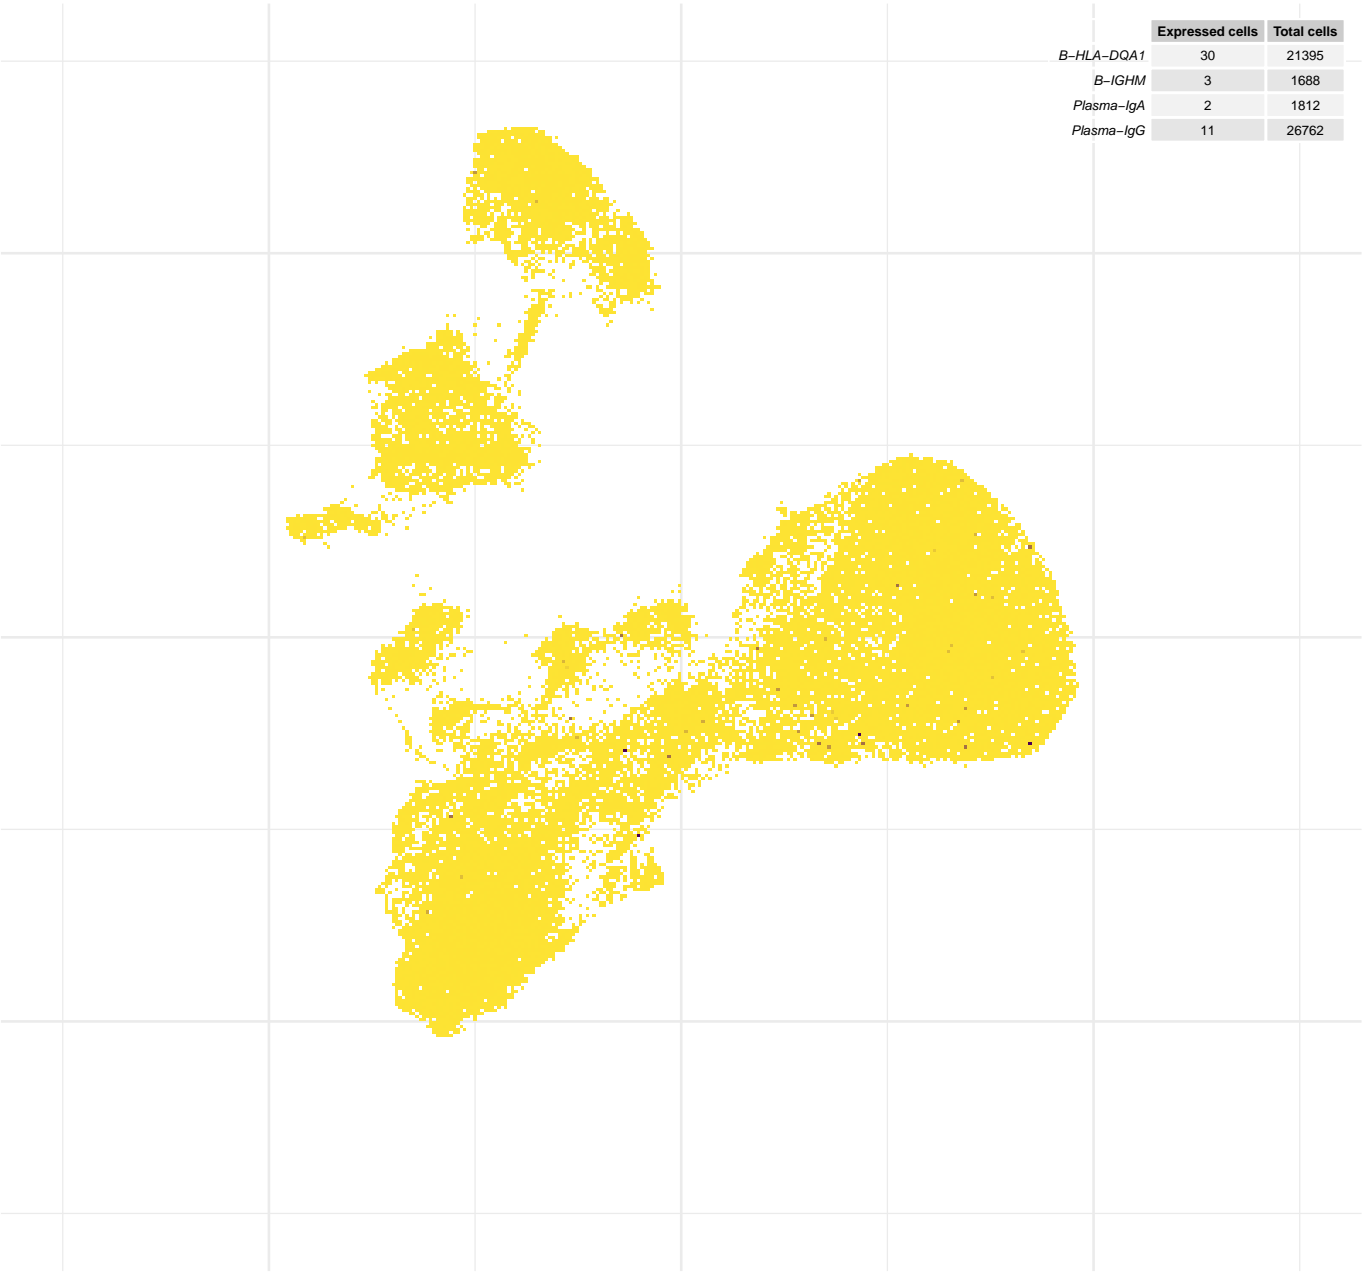 Expressed cells Total cells
B-HLA-DQA1 30 21395
B-IGHM 3 1688
Plasma-IgA 2 1812
Plasma-IgG 11 26762